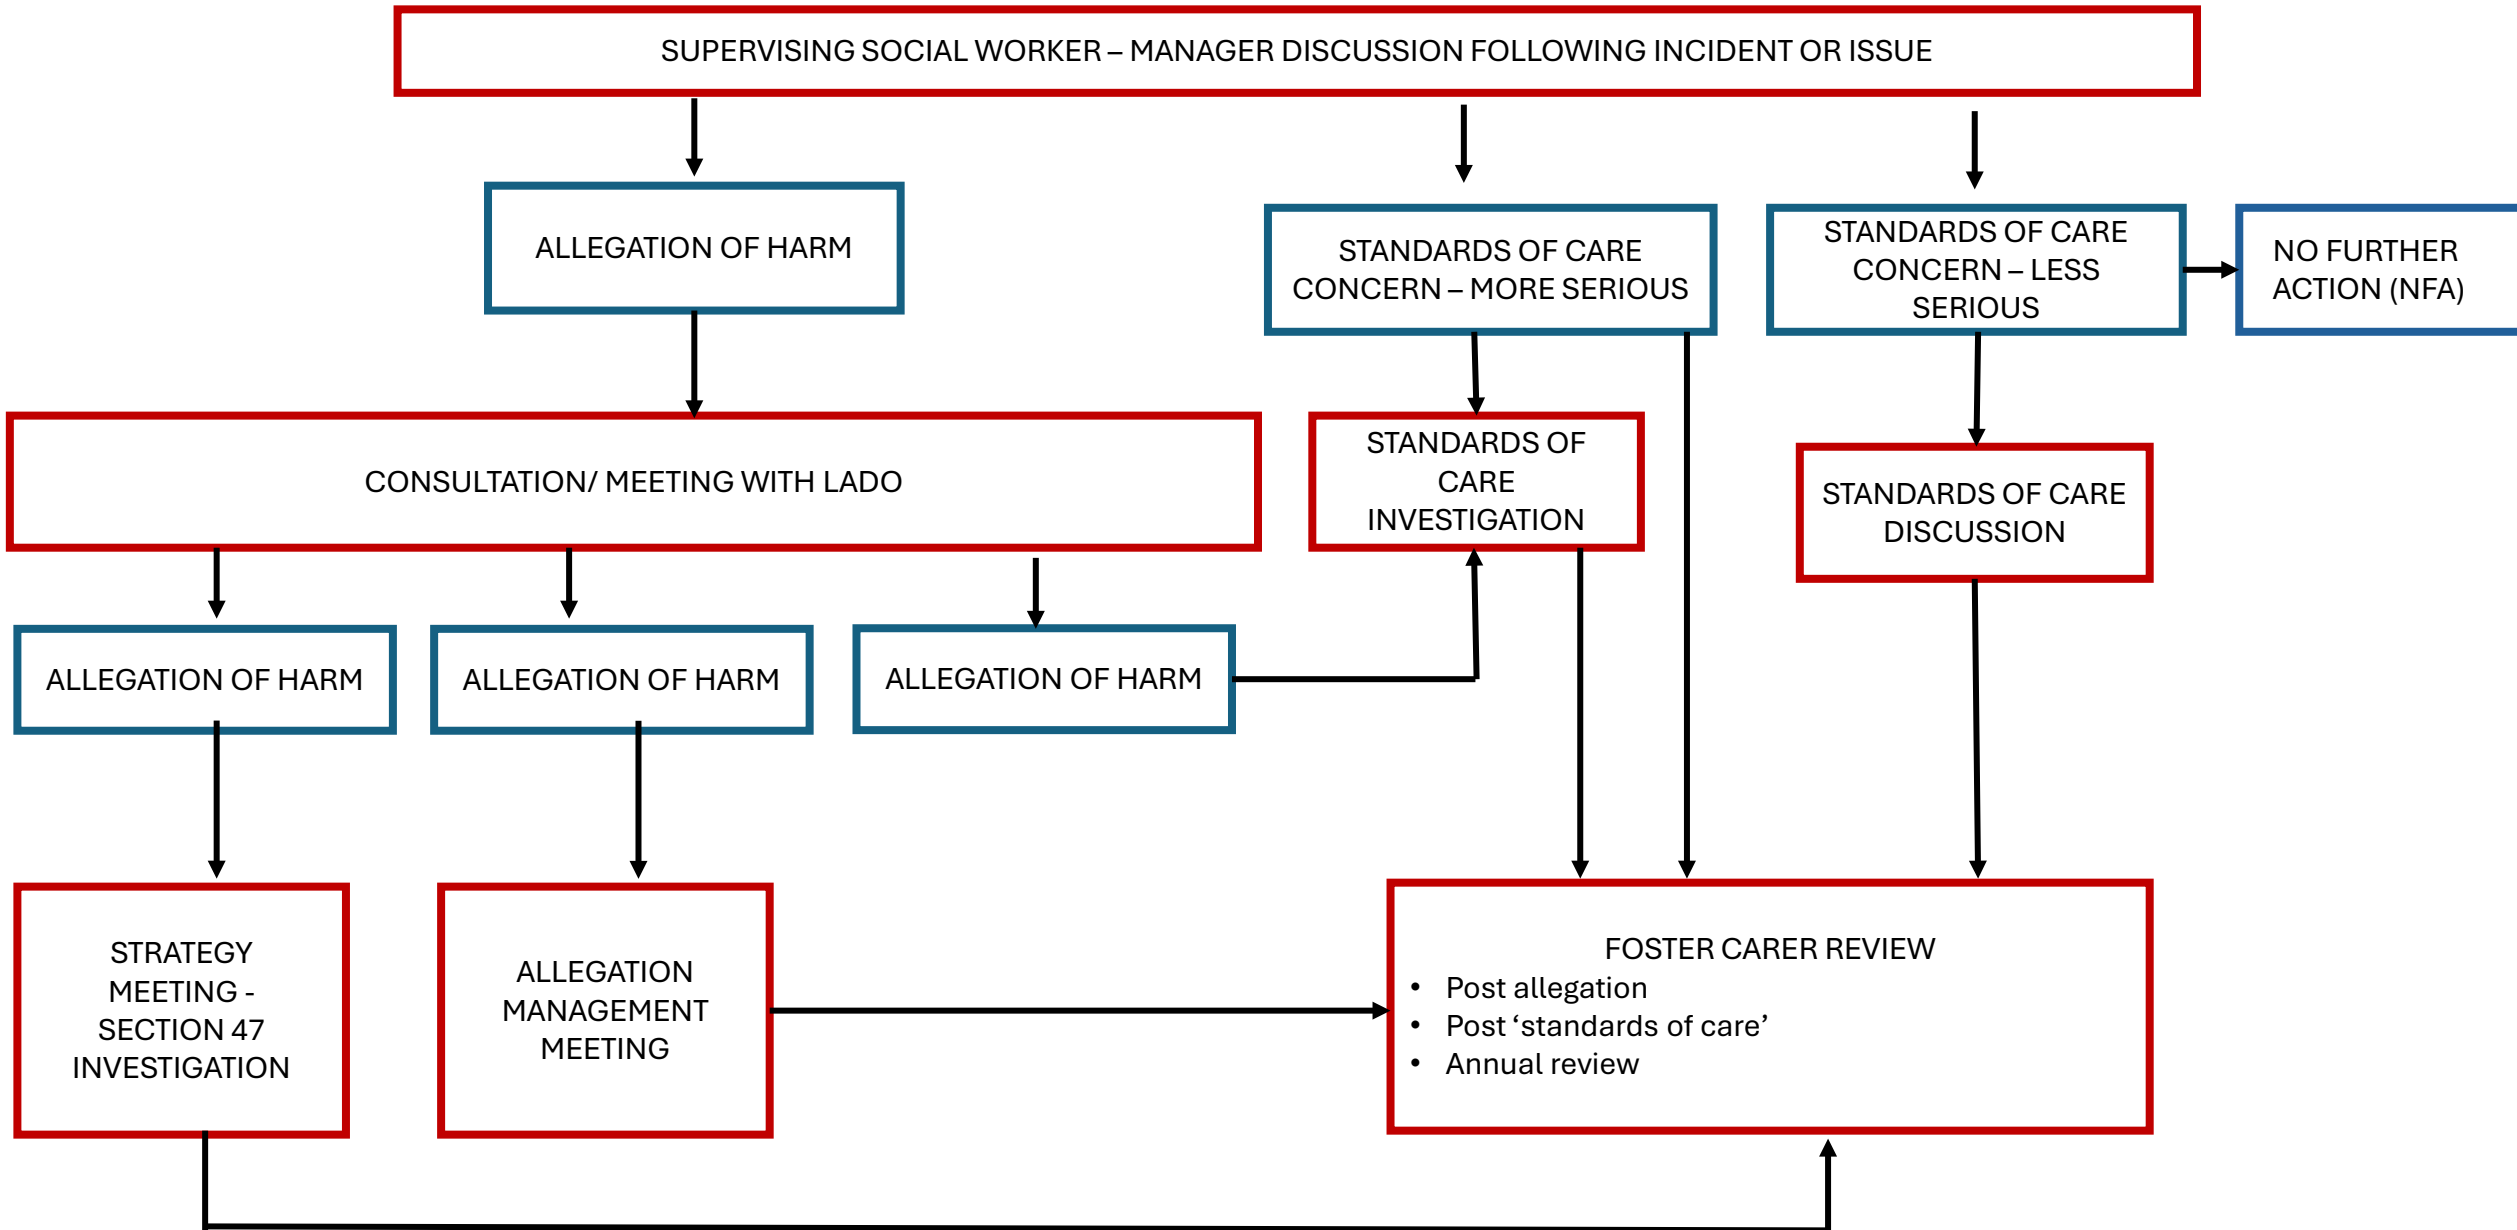 SUPERVISING SOCIAL WORKER – MANAGER DISCUSSION FOLLOWING INCIDENT OR ISSUE
ALLEGATION OF HARM
STANDARDS OF CARE
CONCERN – MORE SERIOUS
STANDARDS OF CARE
CONCERN – LESS
SERIOUS
NO FURTHER
ACTION (NFA)
CONSULTATION/ MEETING WITH LADO
STANDARDS OF
CARE
INVESTIGATION
STANDARDS OF CARE
DISCUSSION
ALLEGATION OF HARM
ALLEGATION OF HARM
ALLEGATION OF HARM
STRATEGY
MEETING -
SECTION 47
INVESTIGATION
ALLEGATION
MANAGEMENT
MEETING
FOSTER CARER REVIEW
• Post allegation
• Post ‘standards of care’
• Annual review